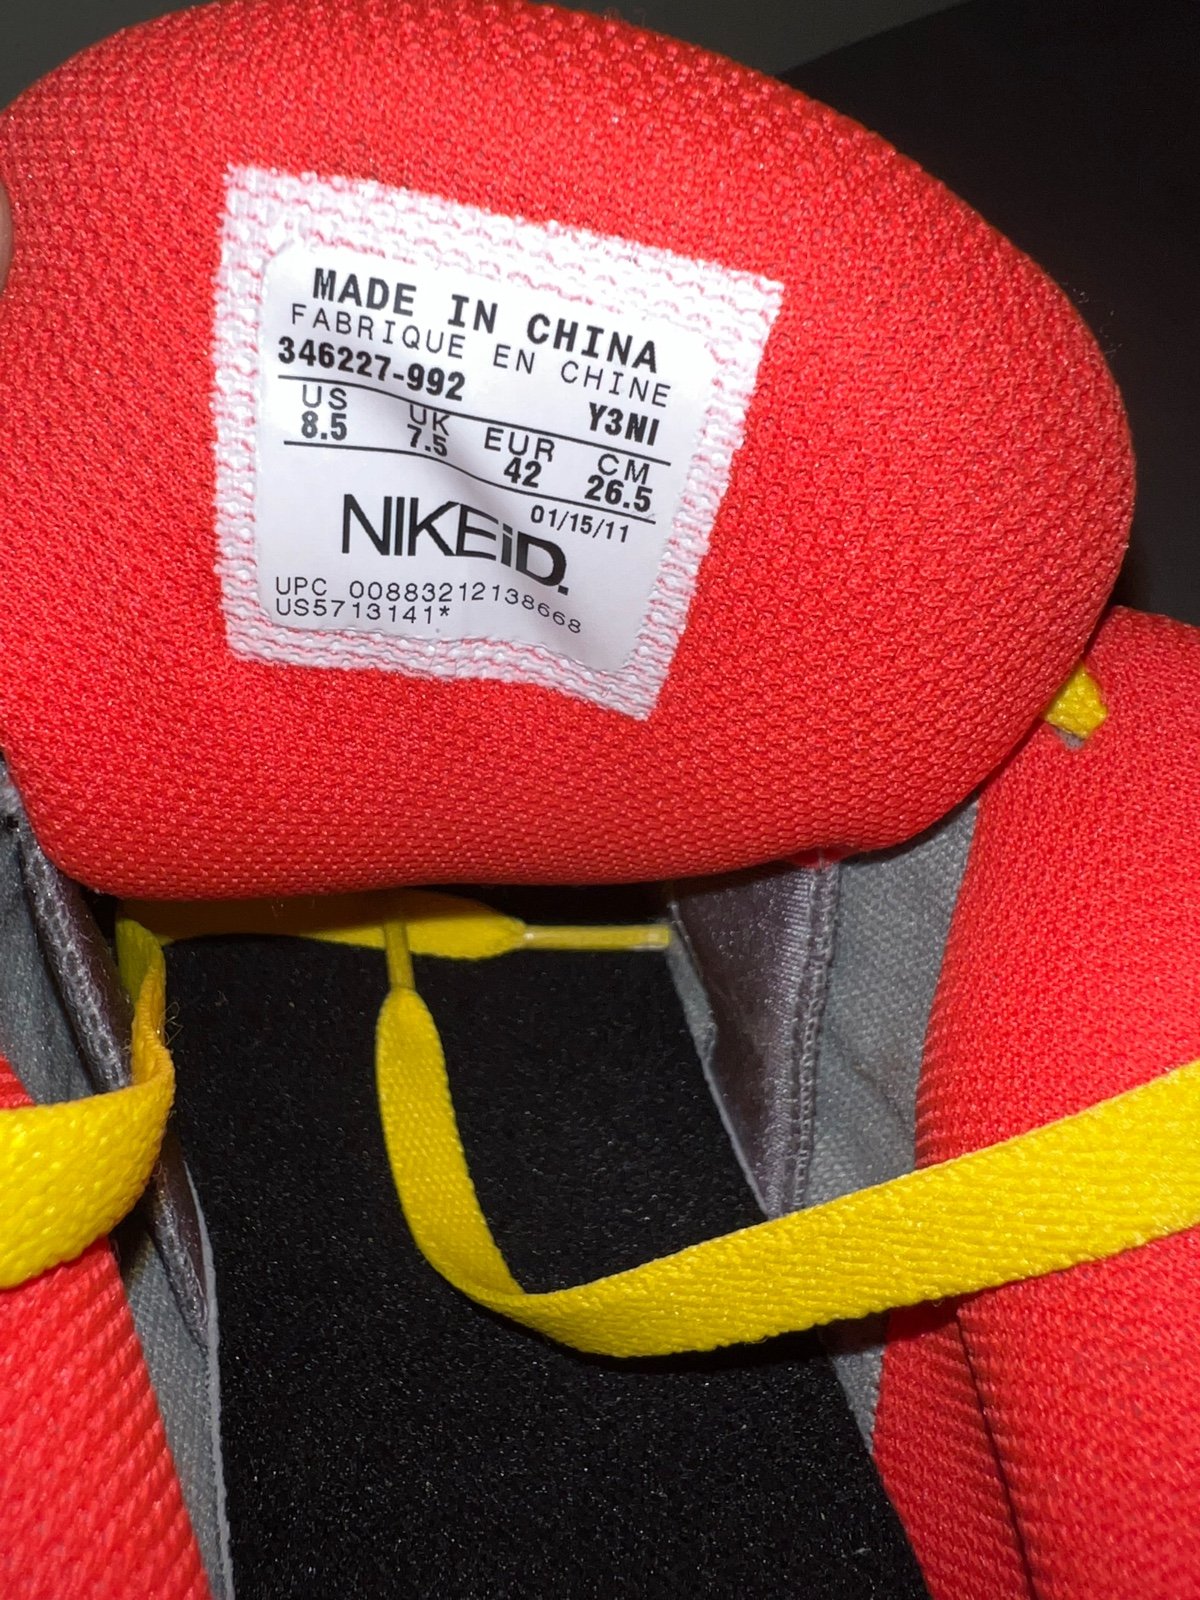 MADE IN CHINA
FABRIQUE EN CHINE
346227-992 Y3NI
US UK EUR CM
8.5 7.5 42 26.5
01/15/11
NIKEiD.
UPC 00883212138668
US5713141*